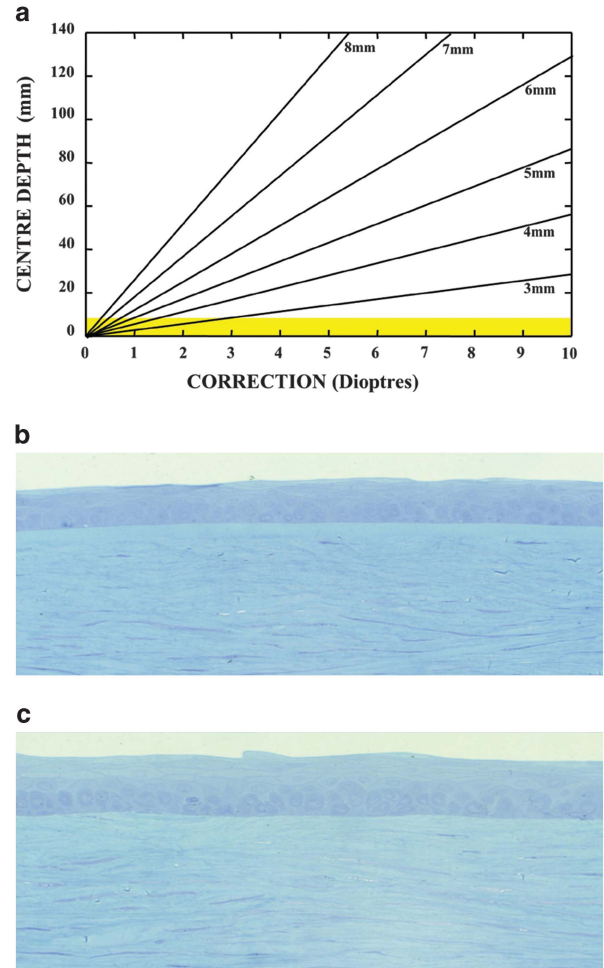 a
140
120
100
80
60
40
20
0
CENTRE DEPTH (mm)
8mm
7mm
6mm
5mm
4mm
3mm
0 1 2 3 4 5 6 7 8 9 10
CORRECTION (Dioptres)
b
c